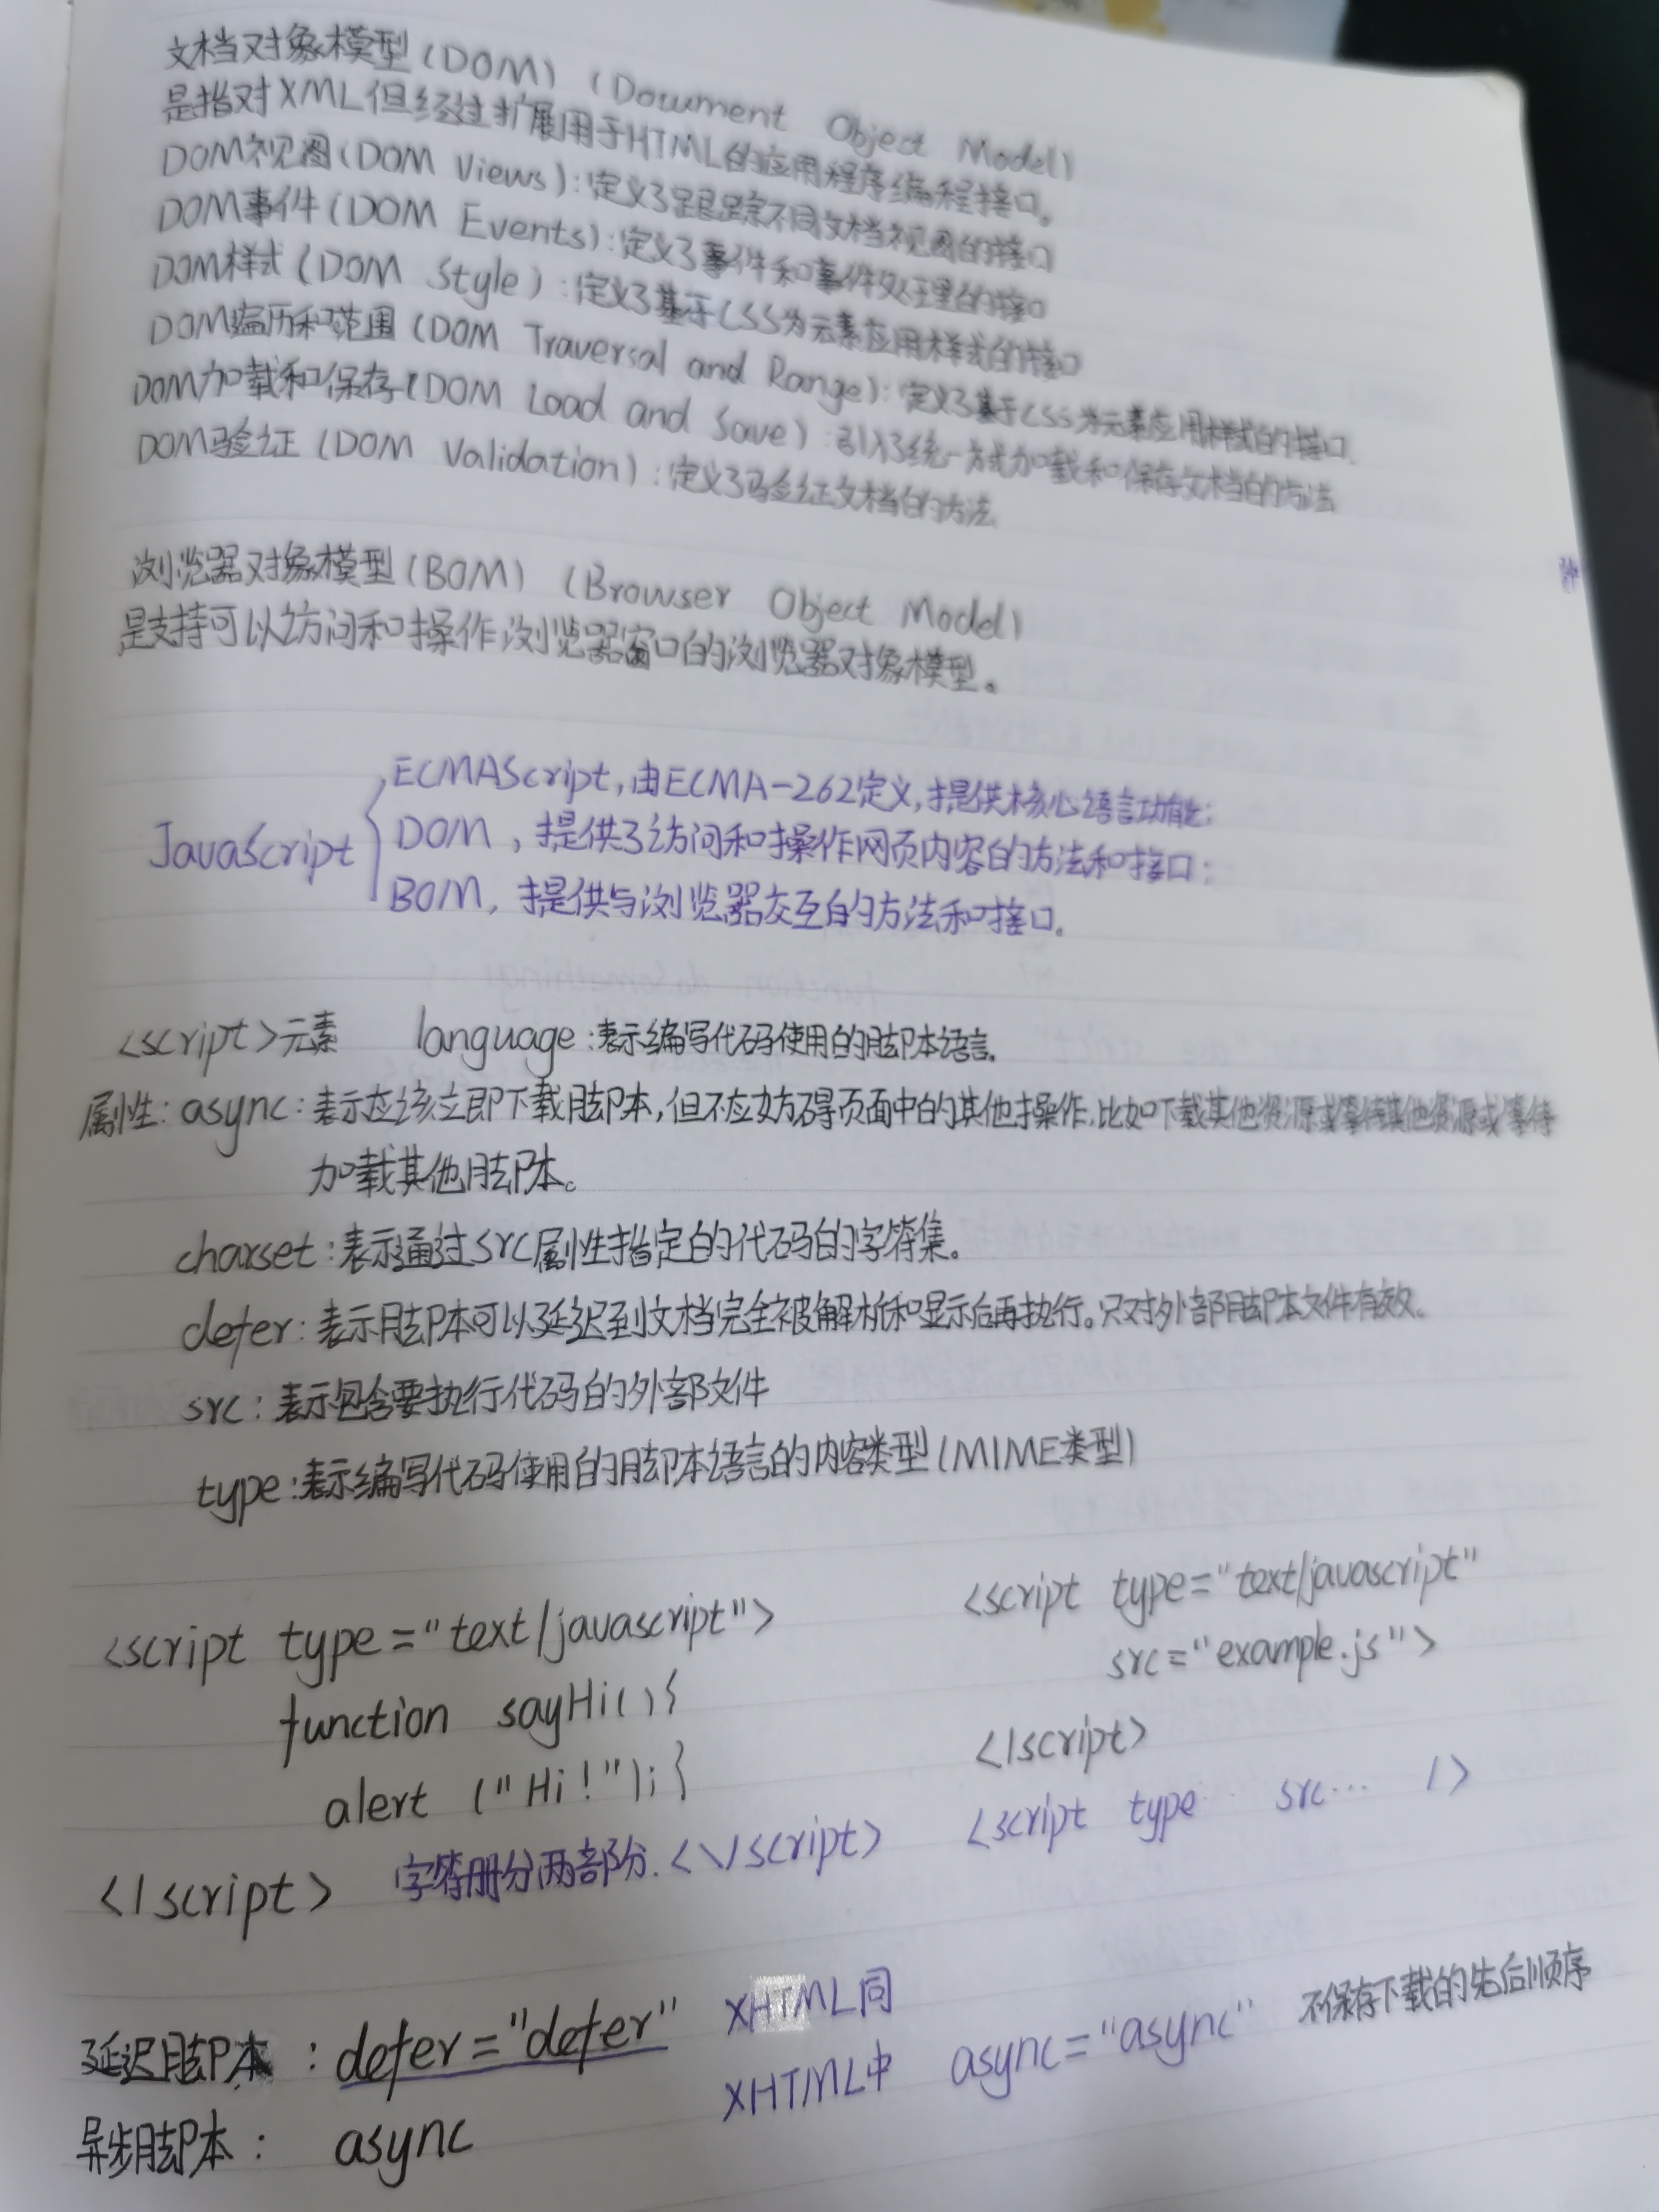 文档对象模型(DOM) (Document Object Model)
是指对XML但经过扩展用于HTML的应用程序编程接口。
DOM视图(DOM Views):定义了跟踪不同文档视图的接口
DOM事件(DOM Events):定义了事件和事件处理的接口
DOM样式(DOM Style):定义了基于CSS为元素应用样式的接口
DOM遍历和范围(DOM Traversal and Range):定义了基于CSS为元素应用样式的接口.
DOM加载和保存(DOM Load and Save):引入了统一方式加载和保存文档的方法
DOM验证(DOM Validation):定义了验证文档的方法
浏览器对象模型(BOM) (Browser Object Model)
是支持可以访问和操作浏览器窗口的浏览器对象模型。
ECMAScript,由ECMA-262定义,提供核心语言功能;
JavaScript DOM,提供了访问和操作网页内容的方法和接口;
BOM,提供与浏览器交互的方法和接口.
<script>元素 language:表示编写代码使用的脚本语言.
属性: async:表示应该立即下载脚本,但不应妨碍页面中的其他操作,比如下载其他资源或等待其他资源或等待
加载其他脚本。
charset:表示通过src属性指定的代码的字符集。
defer:表示脚本可以延迟到文档完全被解析和显示后再执行。只对外部脚本文件有效。
src:表示包含要执行代码的外部文件
type:表示编写代码使用的脚本语言的内容类型(MIME类型)
<script type="text/javascript">
function sayHi(){
alert ("Hi!");}
</script> 字符册分两部分.<\/script>
<script type="text/javascript"
src="example.js">
</script>
<script type src... />
延迟脚本:defer="defer" XHTML同
异步脚本: async XHTML中 async="async" 不保存下载的先后顺序